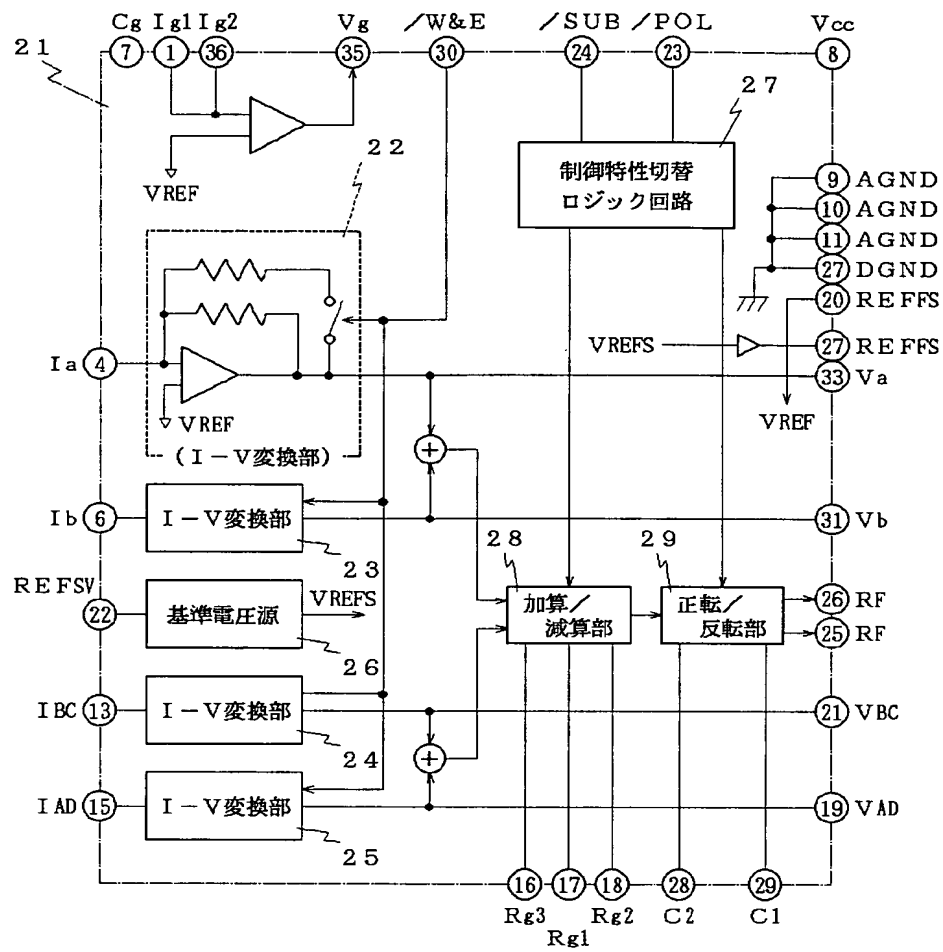 Cg Ig1 Ig2 Vg /W&E /SUB /POL Vcc
7 1 36 35 30 24 23 8
21
VREF
22
27
制御特性切替
ロジック回路
9 AGND
10 AGND
11 AGND
27 DGND
20 REFFS
VREFS
27 REFFS
Ia 4
33 Va
VREF
VREF
(I-V変換部)
Ib 6
I-V変換部
31 Vb
23
REFSV
22
基準電圧源
VREFS
26
28
加算/
減算部
29
正転/
反転部
26 RF
25 RF
IBC 13
I-V変換部
21 VBC
24
IAD 15
I-V変換部
19 VAD
25
16 17 18 28 29
Rg3 Rg1 Rg2 C2 C1